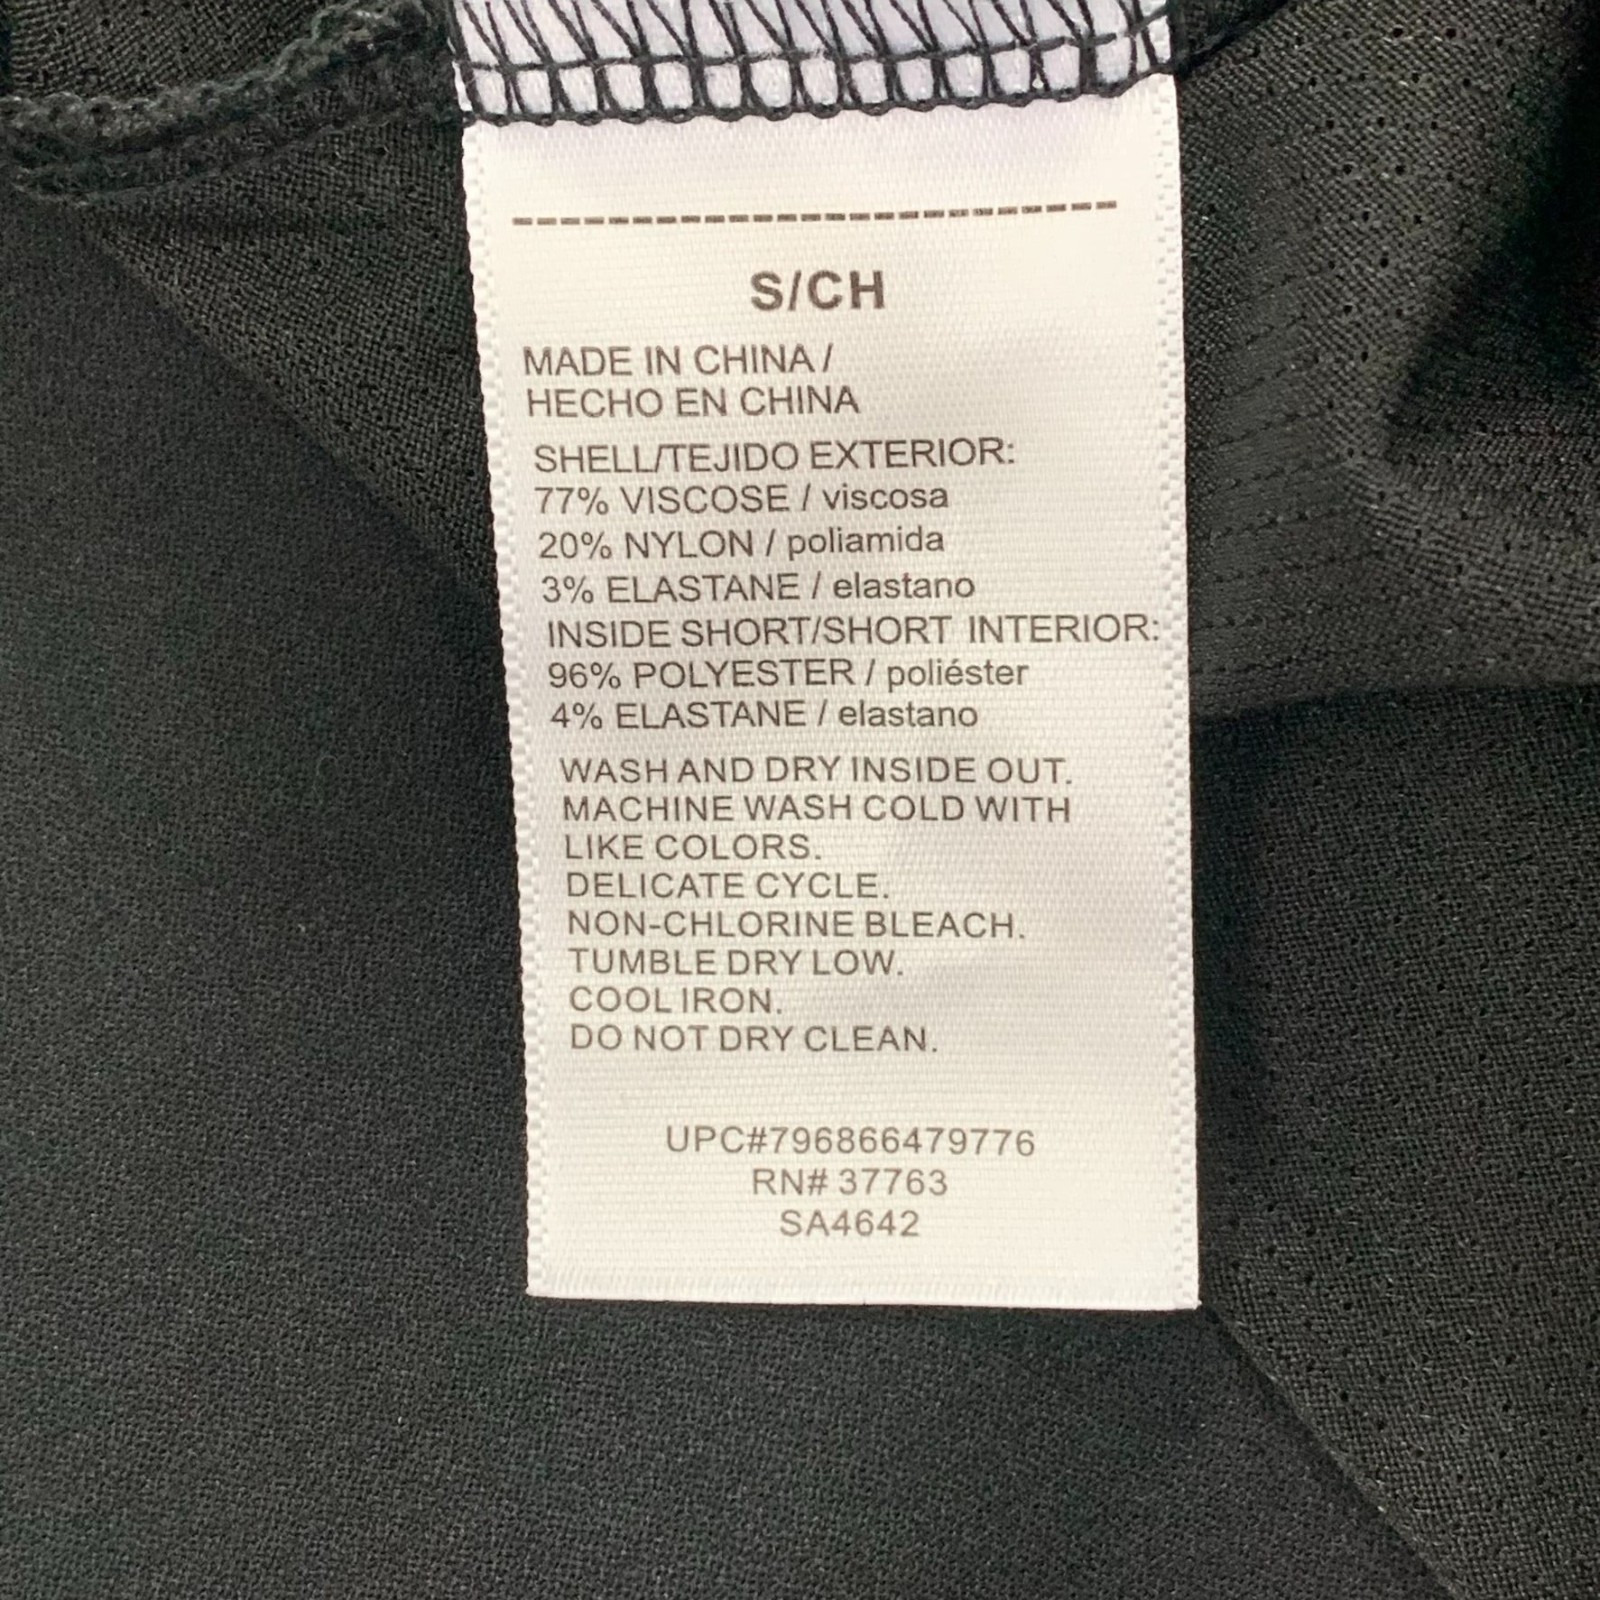 S/CH
MADE IN CHINA /
HECHO EN CHINA
SHELL/TEJIDO EXTERIOR:
77% VISCOSE / viscosa
20% NYLON / poliamida
3% ELASTANE / elastano
INSIDE SHORT/SHORT INTERIOR:
96% POLYESTER / poliéster
4% ELASTANE / elastano
WASH AND DRY INSIDE OUT.
MACHINE WASH COLD WITH
LIKE COLORS.
DELICATE CYCLE.
NON-CHLORINE BLEACH.
TUMBLE DRY LOW.
COOL IRON.
DO NOT DRY CLEAN.
UPC#796866479776
RN# 37763
SA4642